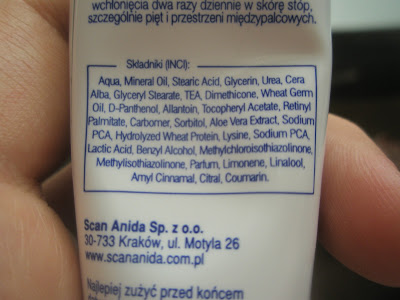 wchłonięcia dwa razy dziennie w skórę stóp,
szczególnie pięt i przestrzeni międzypalcowych.
Składniki (INCI):
Aqua, Mineral Oil, Stearic Acid, Glycerin, Urea, Cera
Alba, Glyceryl Stearate, TEA, Dimethicone, Wheat Germ
Oil, D-Panthenol, Allantoin, Tocopheryl Acetate, Retinyl
Palmitate, Carbomer, Sorbitol, Aloe Vera Extract, Sodium
PCA, Hydrolyzed Wheat Protein, Lysine, Sodium PCA,
Lactic Acid, Benzyl Alcohol, Methylchloroisothiazolinone,
Methylisothiazolinone, Parfum, Limonene, Linalool,
Amyl Cinnamal, Citral, Coumarin.
Scan Anida Sp. z o.o.
30-733 Kraków, ul. Motyla 26
www.scananida.com.pl
Najlepiej zużyć przed końcem